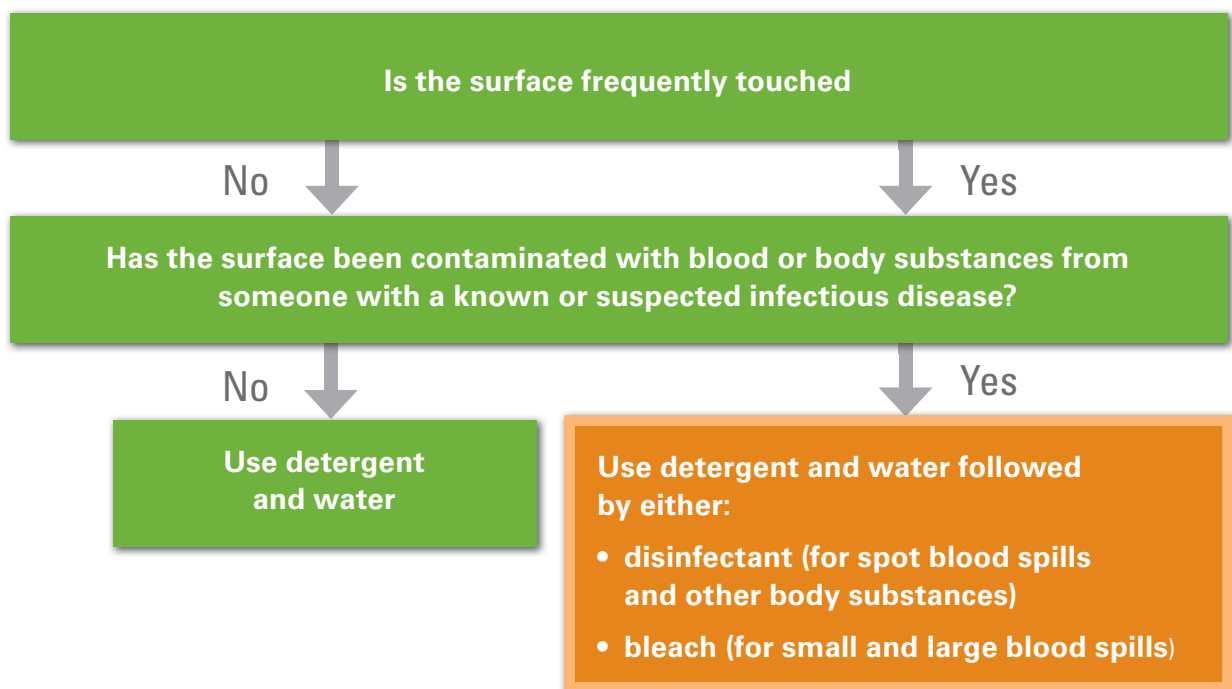 Is the surface frequently touched
No
Yes
Has the surface been contaminated with blood or body substances from
someone with a known or suspected infectious disease?
No
Yes
Use detergent
and water
Use detergent and water followed
by either:
• disinfectant (for spot blood spills
and other body substances)
• bleach (for small and large blood spills)